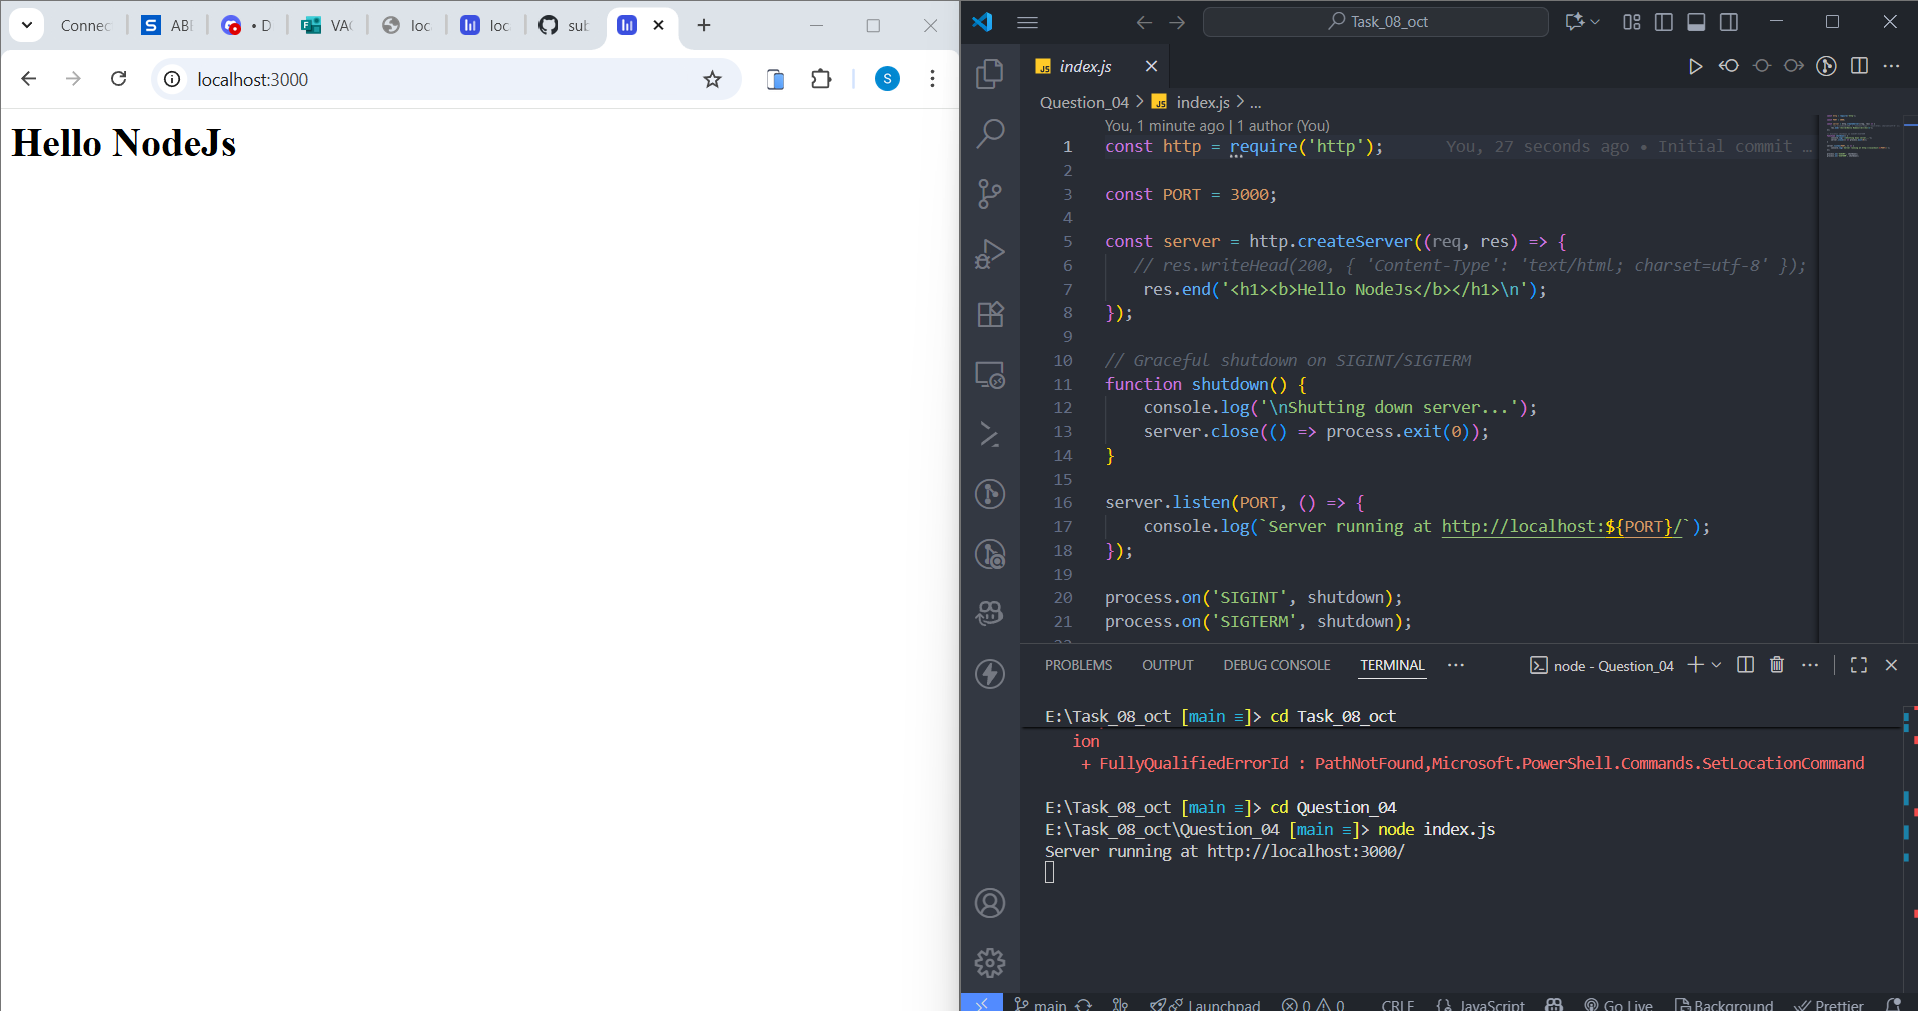 Connec
S AB
• D
VAC
loc
loc
sub
localhost:3000
S
Hello NodeJs
Task_08_oct
JS index.js
Question_04 > JS index.js > ...
You, 1 minute ago | 1 author (You)
1 const http = require('http'); You, 27 seconds ago • Initial commit …
2
3 const PORT = 3000;
4
5 const server = http.createServer((req, res) => {
6 // res.writeHead(200, { 'Content-Type': 'text/html; charset=utf-8' });
7 res.end('<h1><b>Hello NodeJs</b></h1>\n');
8 });
9
10 // Graceful shutdown on SIGINT/SIGTERM
11 function shutdown() {
12 console.log('\nShutting down server...');
13 server.close(() => process.exit(0));
14 }
15
16 server.listen(PORT, () => {
17 console.log(`Server running at http://localhost:${PORT}/`);
18 });
19
20 process.on('SIGINT', shutdown);
21 process.on('SIGTERM', shutdown);
22
PROBLEMS OUTPUT DEBUG CONSOLE TERMINAL ... node - Question_04
E:\Task_08_oct [main ≡]> cd Task_08_oct
ion
+ FullyQualifiedErrorId : PathNotFound,Microsoft.PowerShell.Commands.SetLocationCommand
E:\Task_08_oct [main ≡]> cd Question_04
E:\Task_08_oct\Question_04 [main ≡]> node index.js
Server running at http://localhost:3000/
main Launchpad 0 0 CRLF {} JavaScript Go Live Background Prettier